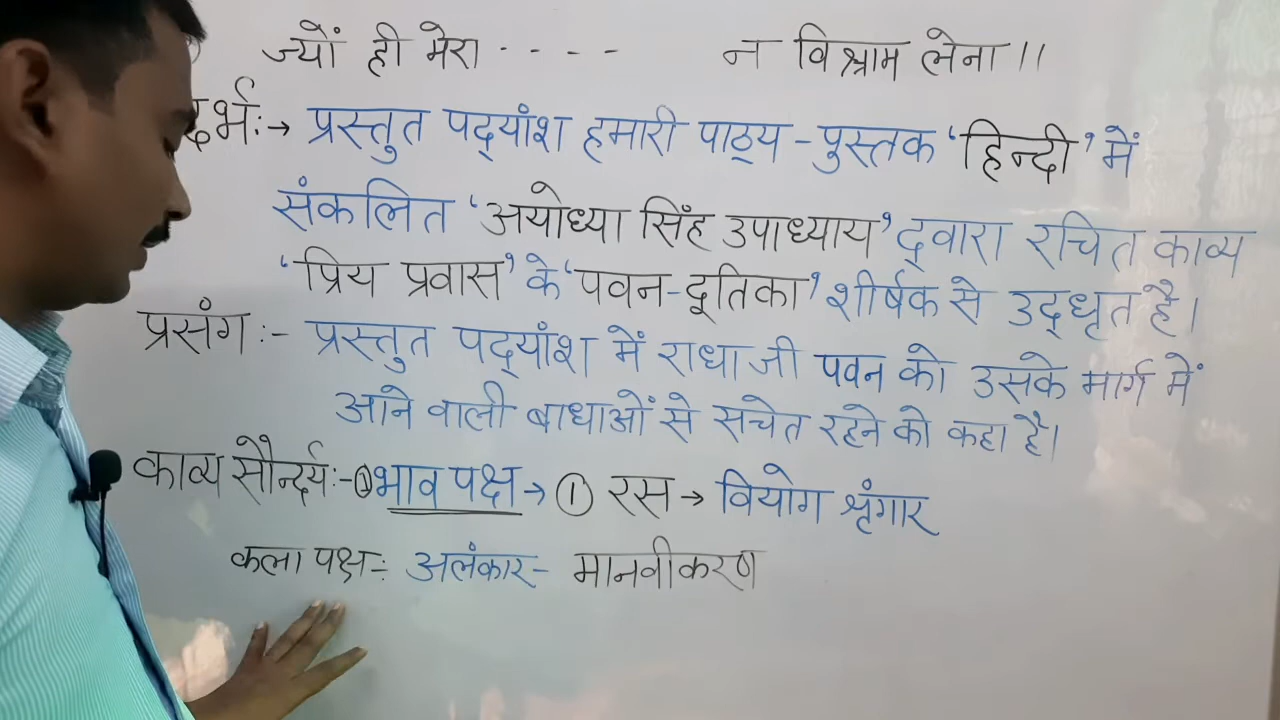 ज्यों ही मेरा - - - - न विश्राम लेना ।।
र्भः→ प्रस्तुत पद्यांश हमारी पाठ्य-पुस्तक 'हिन्दी' में
संकलित 'अयोध्या सिंह उपाध्याय' द्वारा रचित काव्य
'प्रिय प्रवास' के 'पवन-दूतिका' शीर्षक से उद्धृत है।
प्रसंग:- प्रस्तुत पद्यांश में राधा जी पवन को उसके मार्ग में
आने वाली बाधाओं से सचेत रहने को कहा है।
काव्य सौन्दर्य:-① भाव पक्ष → ① रस → वियोग श्रृंगार
कला पक्ष-: अलंकार- मानवीकरण